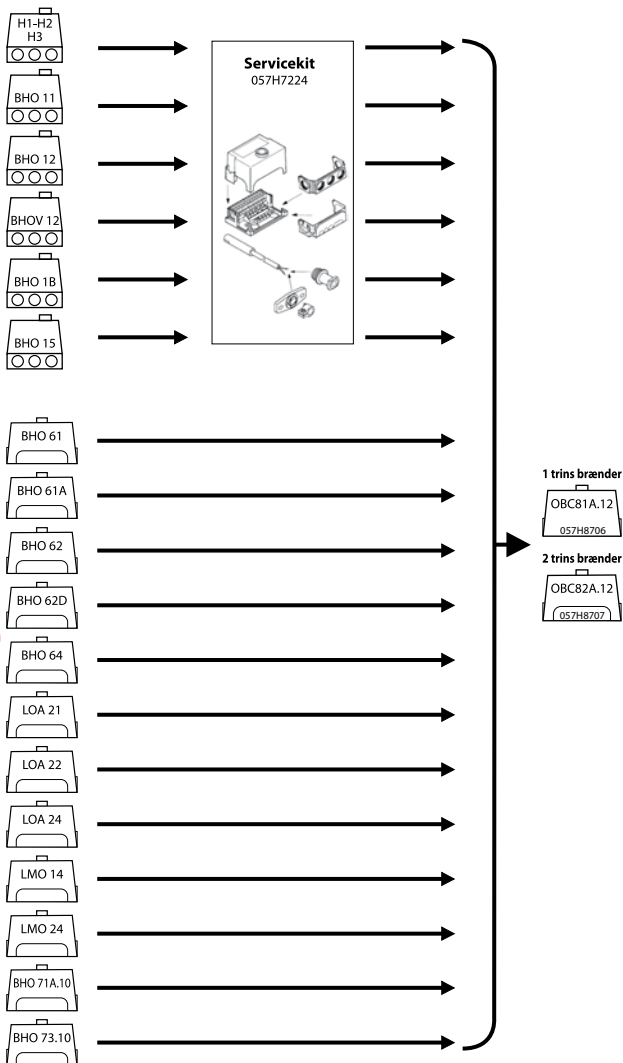 H1-H2
H3
BHO 11
BHO 12
BHOV 12
BHO 1B
BHO 15
Servicekit
057H7224
BHO 61
BHO 61A
BHO 62
BHO 62D
BHO 64
LOA 21
LOA 22
LOA 24
LMO 14
LMO 24
BHO 71A.10
BHO 73.10
1 trins brænder
OBC81A.12
057H8706
2 trins brænder
OBC82A.12
057H8707